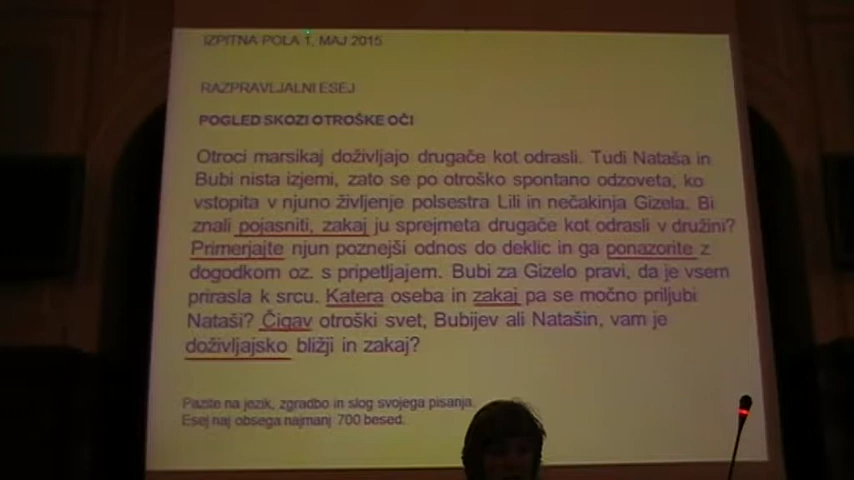 IZPITNA POLA 1, MAJ 2015
RAZPRAVLJALNI ESEJ
POGLED SKOZI OTROŠKE OČI
Otroci marsikaj doživljajo drugače kot odrasli. Tudi Nataša in
Bubi nista izjemi, zato se po otroško spontano odzoveta, ko
vstopita v njuno življenje polsestra Lili in nečakinja Gizela. Bi
znali pojasniti, zakaj ju sprejmeta drugače kot odrasli v družini?
Primerjajte njun poznejši odnos do deklic in ga ponazorite z
dogodkom oz. s pripetljajem. Bubi za Gizelo pravi, da je vsem
prirasla k srcu. Katera oseba in zakaj pa se močno priljubi
Nataši? Čigav otroški svet, Bubijev ali Natašin, vam je
doživljajsko bližji in zakaj?
Pazite na jezik, zgradbo in slog svojega pisanja.
Esej naj obsega najmanj 700 besed.